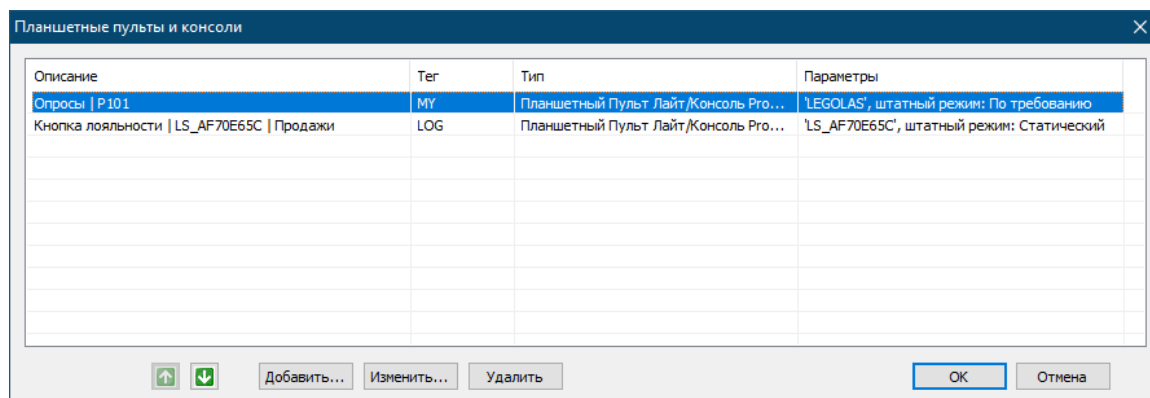 Планшетные пульты и консоли
Описание Тег Тип Параметры
Опросы | P101 MY Планшетный Пульт Лайт/Консоль Pro... 'LEGOLAS', штатный режим: По требованию
Кнопка лояльности | LS_AF70E65C | Продажи LOG Планшетный Пульт Лайт/Консоль Pro... 'LS_AF70E65C', штатный режим: Статический
Добавить... Изменить... Удалить OK Отмена